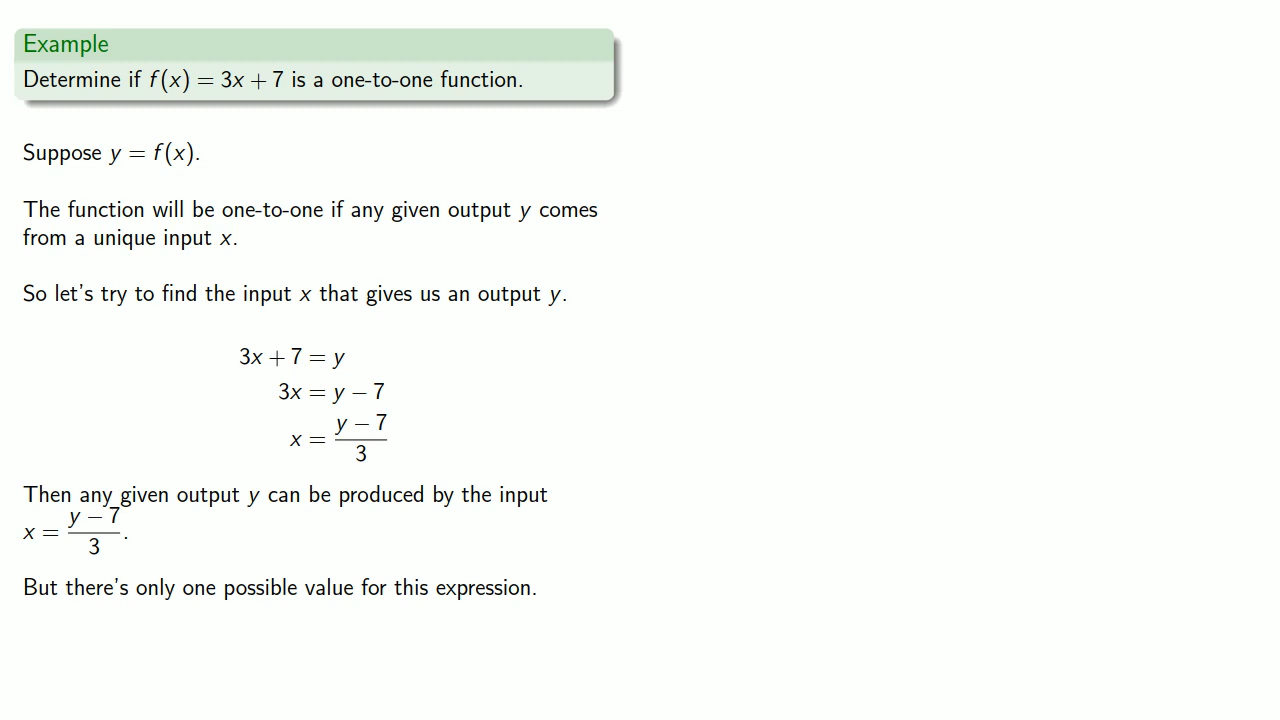 Example
Determine if f(x) = 3x + 7 is a one-to-one function.
Suppose y = f(x).
The function will be one-to-one if any given output y comes
from a unique input x.
So let's try to find the input x that gives us an output y.
3x + 7 = y
3x = y − 7
x = \frac{y − 7}{3}
Then any given output y can be produced by the input
x = \frac{y − 7}{3}.
But there's only one possible value for this expression.